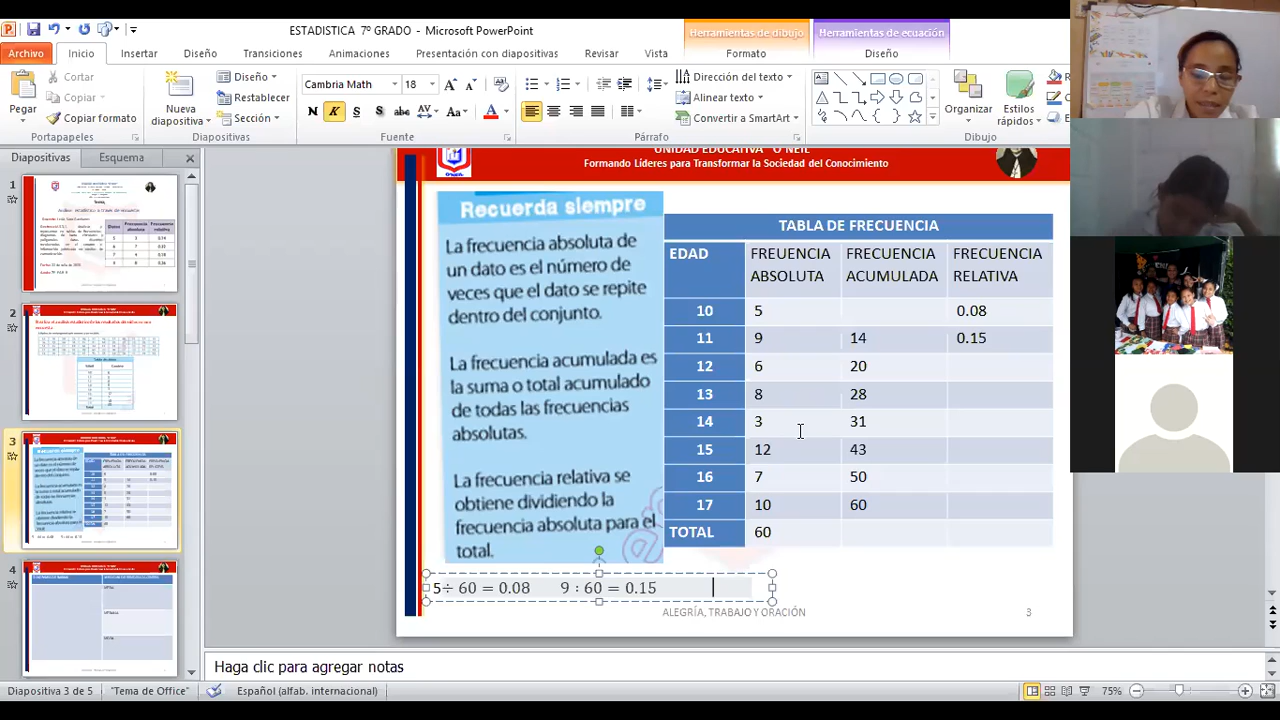 ESTADISTICA 7º GRADO - Microsoft PowerPoint
Herramientas de dibujo
Herramientas de ecuación
Archivo
Inicio
Insertar
Diseño
Transiciones
Animaciones
Presentación con diapositivas
Revisar
Vista
Formato
Diseño
Pegar
Cortar
Copiar
Copiar formato
Portapapeles
Nueva diapositiva
Diseño
Restablecer
Sección
Diapositivas
Cambria Math
18
Fuente
Párrafo
Dirección del texto
Alinear texto
Convertir a SmartArt
Organizar
Estilos rápidos
Dibujo
Diapositivas
Esquema
1
2
3
4
UNIDAD EDUCATIVA "O'NEIL"
Formando Líderes para Transformar la Sociedad del Conocimiento
Recuerda siempre
La frecuencia absoluta de
un dato es el número de
veces que el dato se repite
dentro del conjunto.
La frecuencia acumulada es
la suma o total acumulado
de todas las frecuencias
absolutas.
La frecuencia relativa se
obtiene dividiendo la
frecuencia absoluta para el
total.
TABLA DE FRECUENCIA
EDAD FREUENCIA ABSOLUTA FRECUENCIA ACUMULADA FRECUENCIA RELATIVA
10 5 0.08
11 9 14 0.15
12 6 20
13 8 28
14 3 31
15 12 43
16 50
17 10 60
TOTAL 60
5÷ 60 = 0.08 9 : 60 = 0.15
ALEGRÍA, TRABAJO Y ORACIÓN
3
Haga clic para agregar notas
Diapositiva 3 de 5
"Tema de Office"
Español (alfab. internacional)
75%